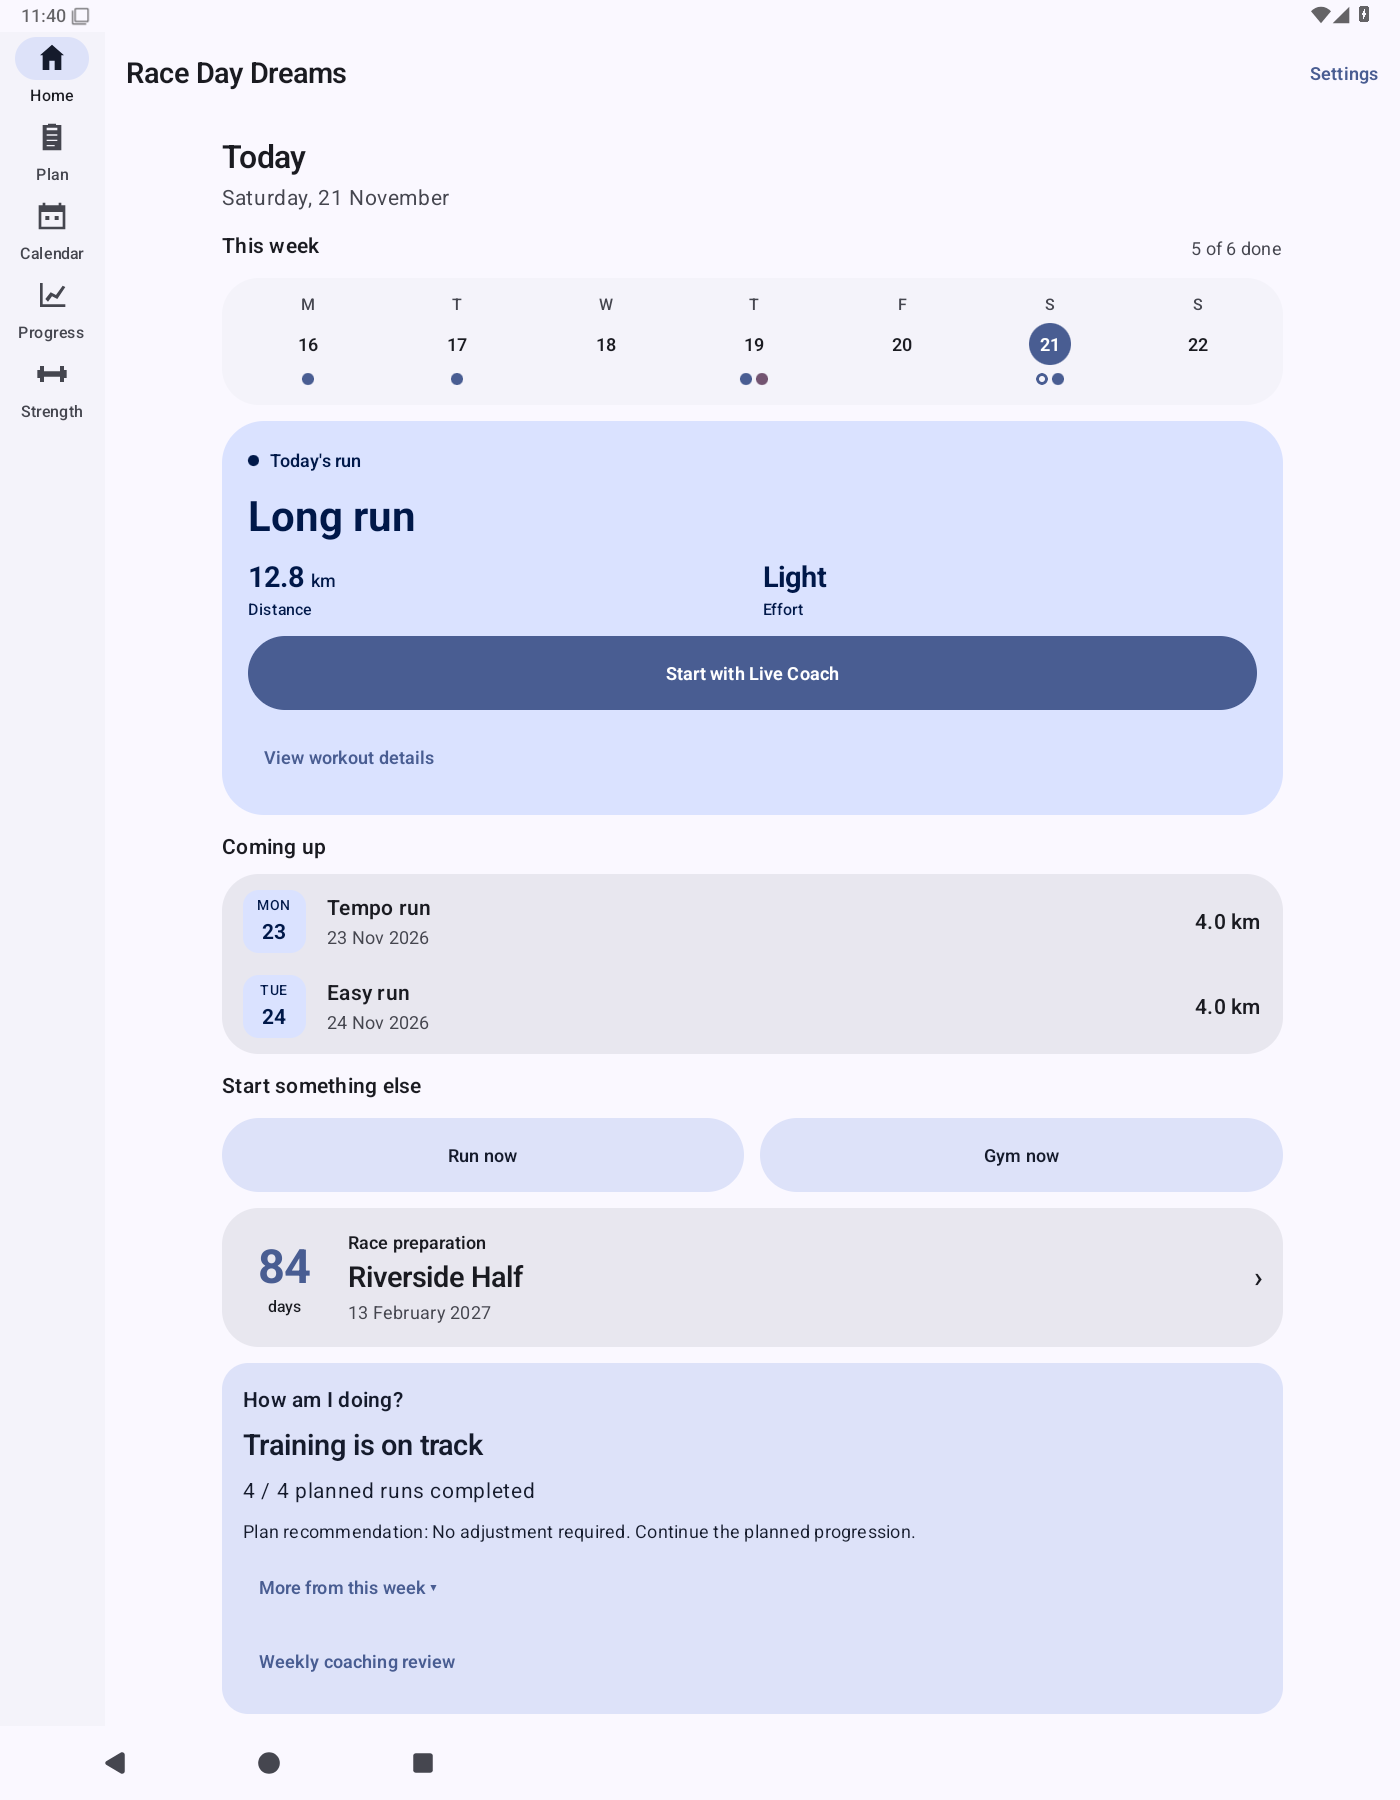 11:40
Home
Plan
Calendar
Progress
Strength
Race Day Dreams
Settings
Today
Saturday, 21 November
This week
5 of 6 done
M T W T F S S
16 17 18 19 20 21 22
Today's run
Long run
12.8 km
Distance
Light
Effort
Start with Live Coach
View workout details
Coming up
MON
23
Tempo run
23 Nov 2026
4.0 km
TUE
24
Easy run
24 Nov 2026
4.0 km
Start something else
Run now
Gym now
84
days
Race preparation
Riverside Half
13 February 2027
›
How am I doing?
Training is on track
4 / 4 planned runs completed
Plan recommendation: No adjustment required. Continue the planned progression.
More from this week ▾
Weekly coaching review